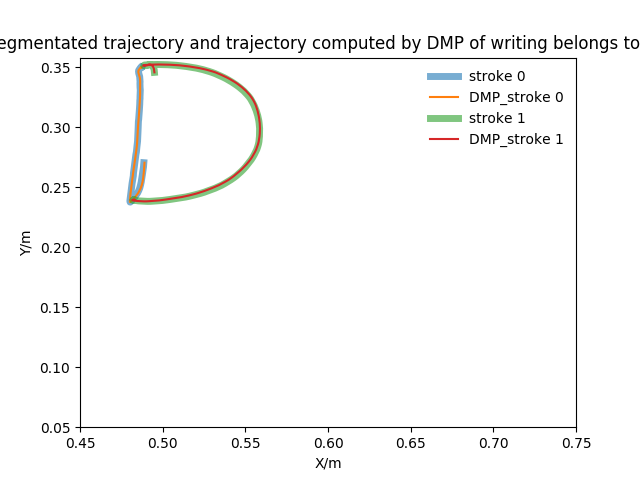 egmentated trajectory and trajectory computed by DMP of writing belongs to
0.35
0.30
0.25
0.20
0.15
0.10
0.05
Y/m
stroke 0
DMP_stroke 0
stroke 1
DMP_stroke 1
0.45 0.50 0.55 0.60 0.65 0.70 0.75
X/m
D